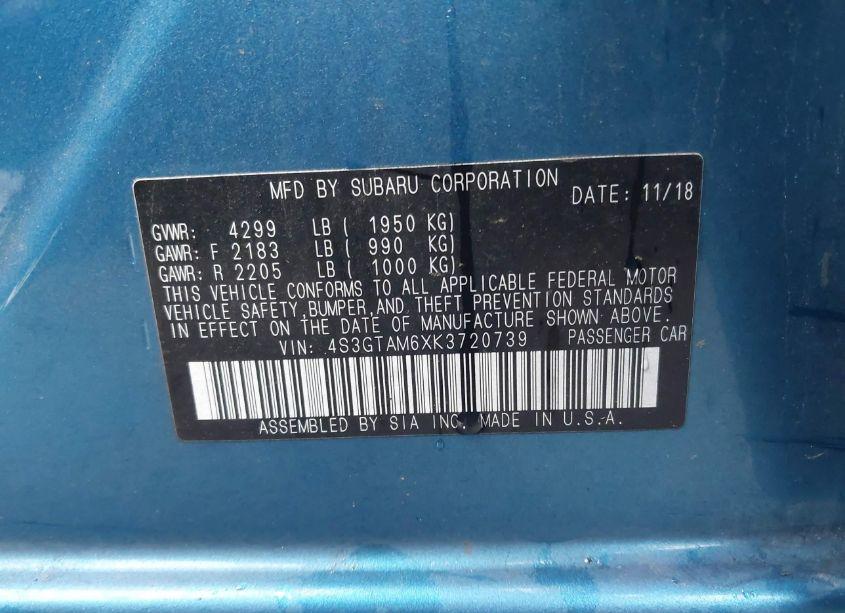 MFD BY SUBARU CORPORATION DATE: 11/18
GVWR: 4299 LB ( 1950 KG)
GAWR: F 2183 LB ( 990 KG)
GAWR: R 2205 LB ( 1000 KG)
THIS VEHICLE CONFORMS TO ALL APPLICABLE FEDERAL MOTOR
VEHICLE SAFETY,BUMPER,AND THEFT PREVENTION STANDARDS
IN EFFECT ON THE DATE OF MANUFACTURE SHOWN ABOVE.
VIN: 4S3GTAM6XK3720739 PASSENGER CAR
ASSEMBLED BY SIA INC. MADE IN U.S.A.